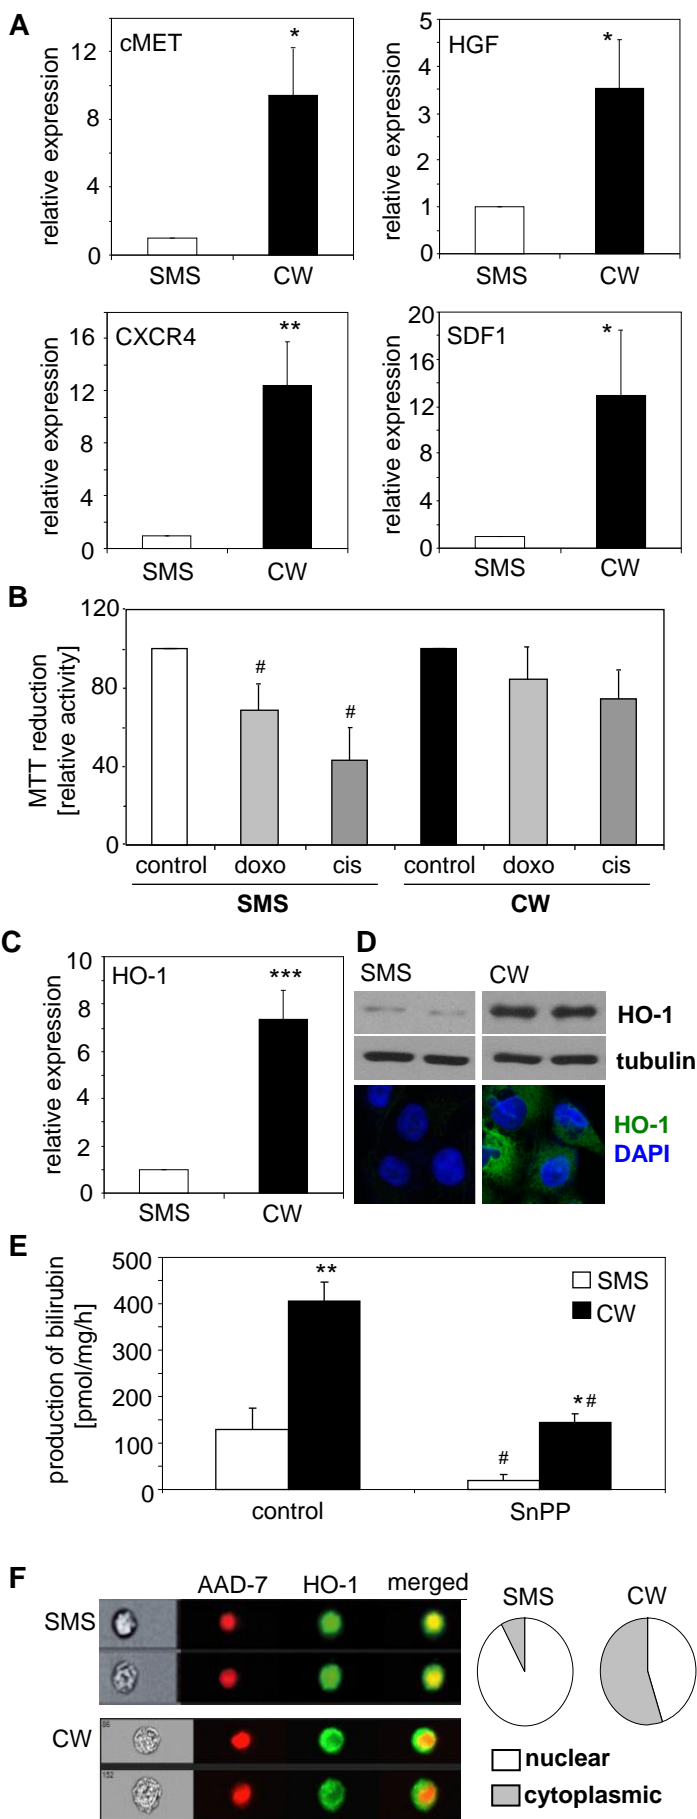 A
cMET
*
relative expression
12
8
4
0
SMS CW
HGF
*
relative expression
5
4
3
2
1
0
SMS CW
CXCR4
**
relative expression
16
12
8
4
0
SMS CW
SDF1
*
relative expression
20
16
12
8
4
0
SMS CW
B
MTT reduction
[relative activity]
120
80
40
0
# #
control doxo cis control doxo cis
SMS CW
C
HO-1
***
relative expression
10
8
6
4
2
0
SMS CW
D
SMS CW
HO-1
tubulin
HO-1
DAPI
E
production of bilirubin
[pmol/mg/h]
500
400
300
200
100
0
**
SMS
CW
#
*#
control SnPP
F
AAD-7 HO-1 merged
SMS
CW
86
152
SMS CW
nuclear
cytoplasmic